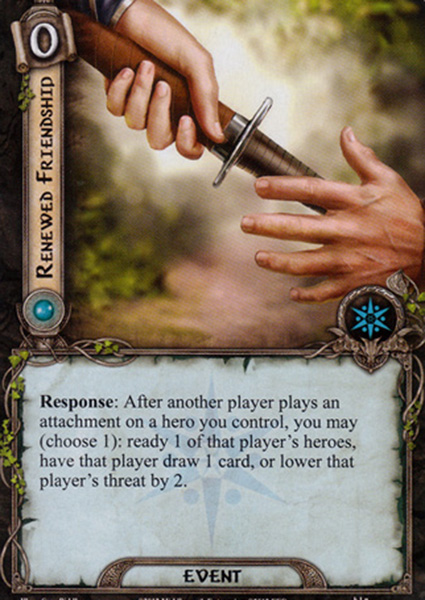 0
RENEWED FRIENDSHIP
Response: After another player plays an
attachment on a hero you control, you may
(choose 1): ready 1 of that player's heroes,
have that player draw 1 card, or lower that
player's threat by 2.
EVENT